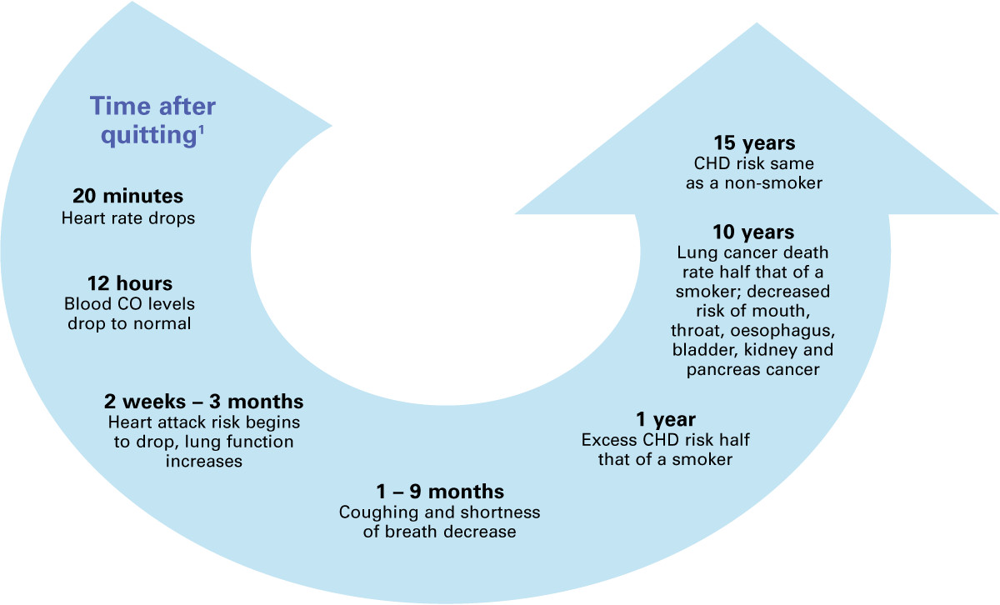 Time after
quitting¹
20 minutes
Heart rate drops
12 hours
Blood CO levels
drop to normal
2 weeks – 3 months
Heart attack risk begins
to drop, lung function
increases
1 – 9 months
Coughing and shortness
of breath decrease
1 year
Excess CHD risk half
that of a smoker
10 years
Lung cancer death
rate half that of a
smoker; decreased
risk of mouth,
throat, oesophagus,
bladder, kidney and
pancreas cancer
15 years
CHD risk same
as a non-smoker